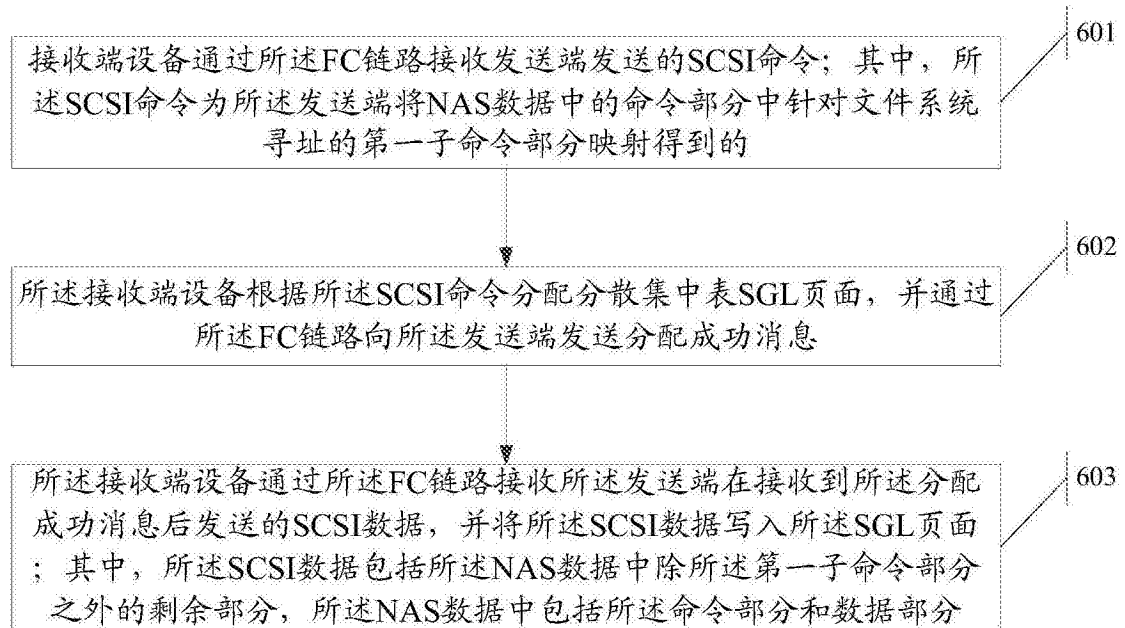 601
接收端设备通过所述FC链路接收发送端发送的SCSI命令；其中，所
述SCSI命令为所述发送端将NAS数据中的命令部分中针对文件系统
寻址的第一子命令部分映射得到的
602
所述接收端设备根据所述SCSI命令分配分散集中表SGL页面，并通过
所述FC链路向所述发送端发送分配成功消息
603
所述接收端设备通过所述FC链路接收所述发送端在接收到所述分配
成功消息后发送的SCSI数据，并将所述SCSI数据写入所述SGL页面
；其中，所述SCSI数据包括所述NAS数据中除所述第一子命令部分
之外的剩余部分，所述NAS数据中包括所述命令部分和数据部分